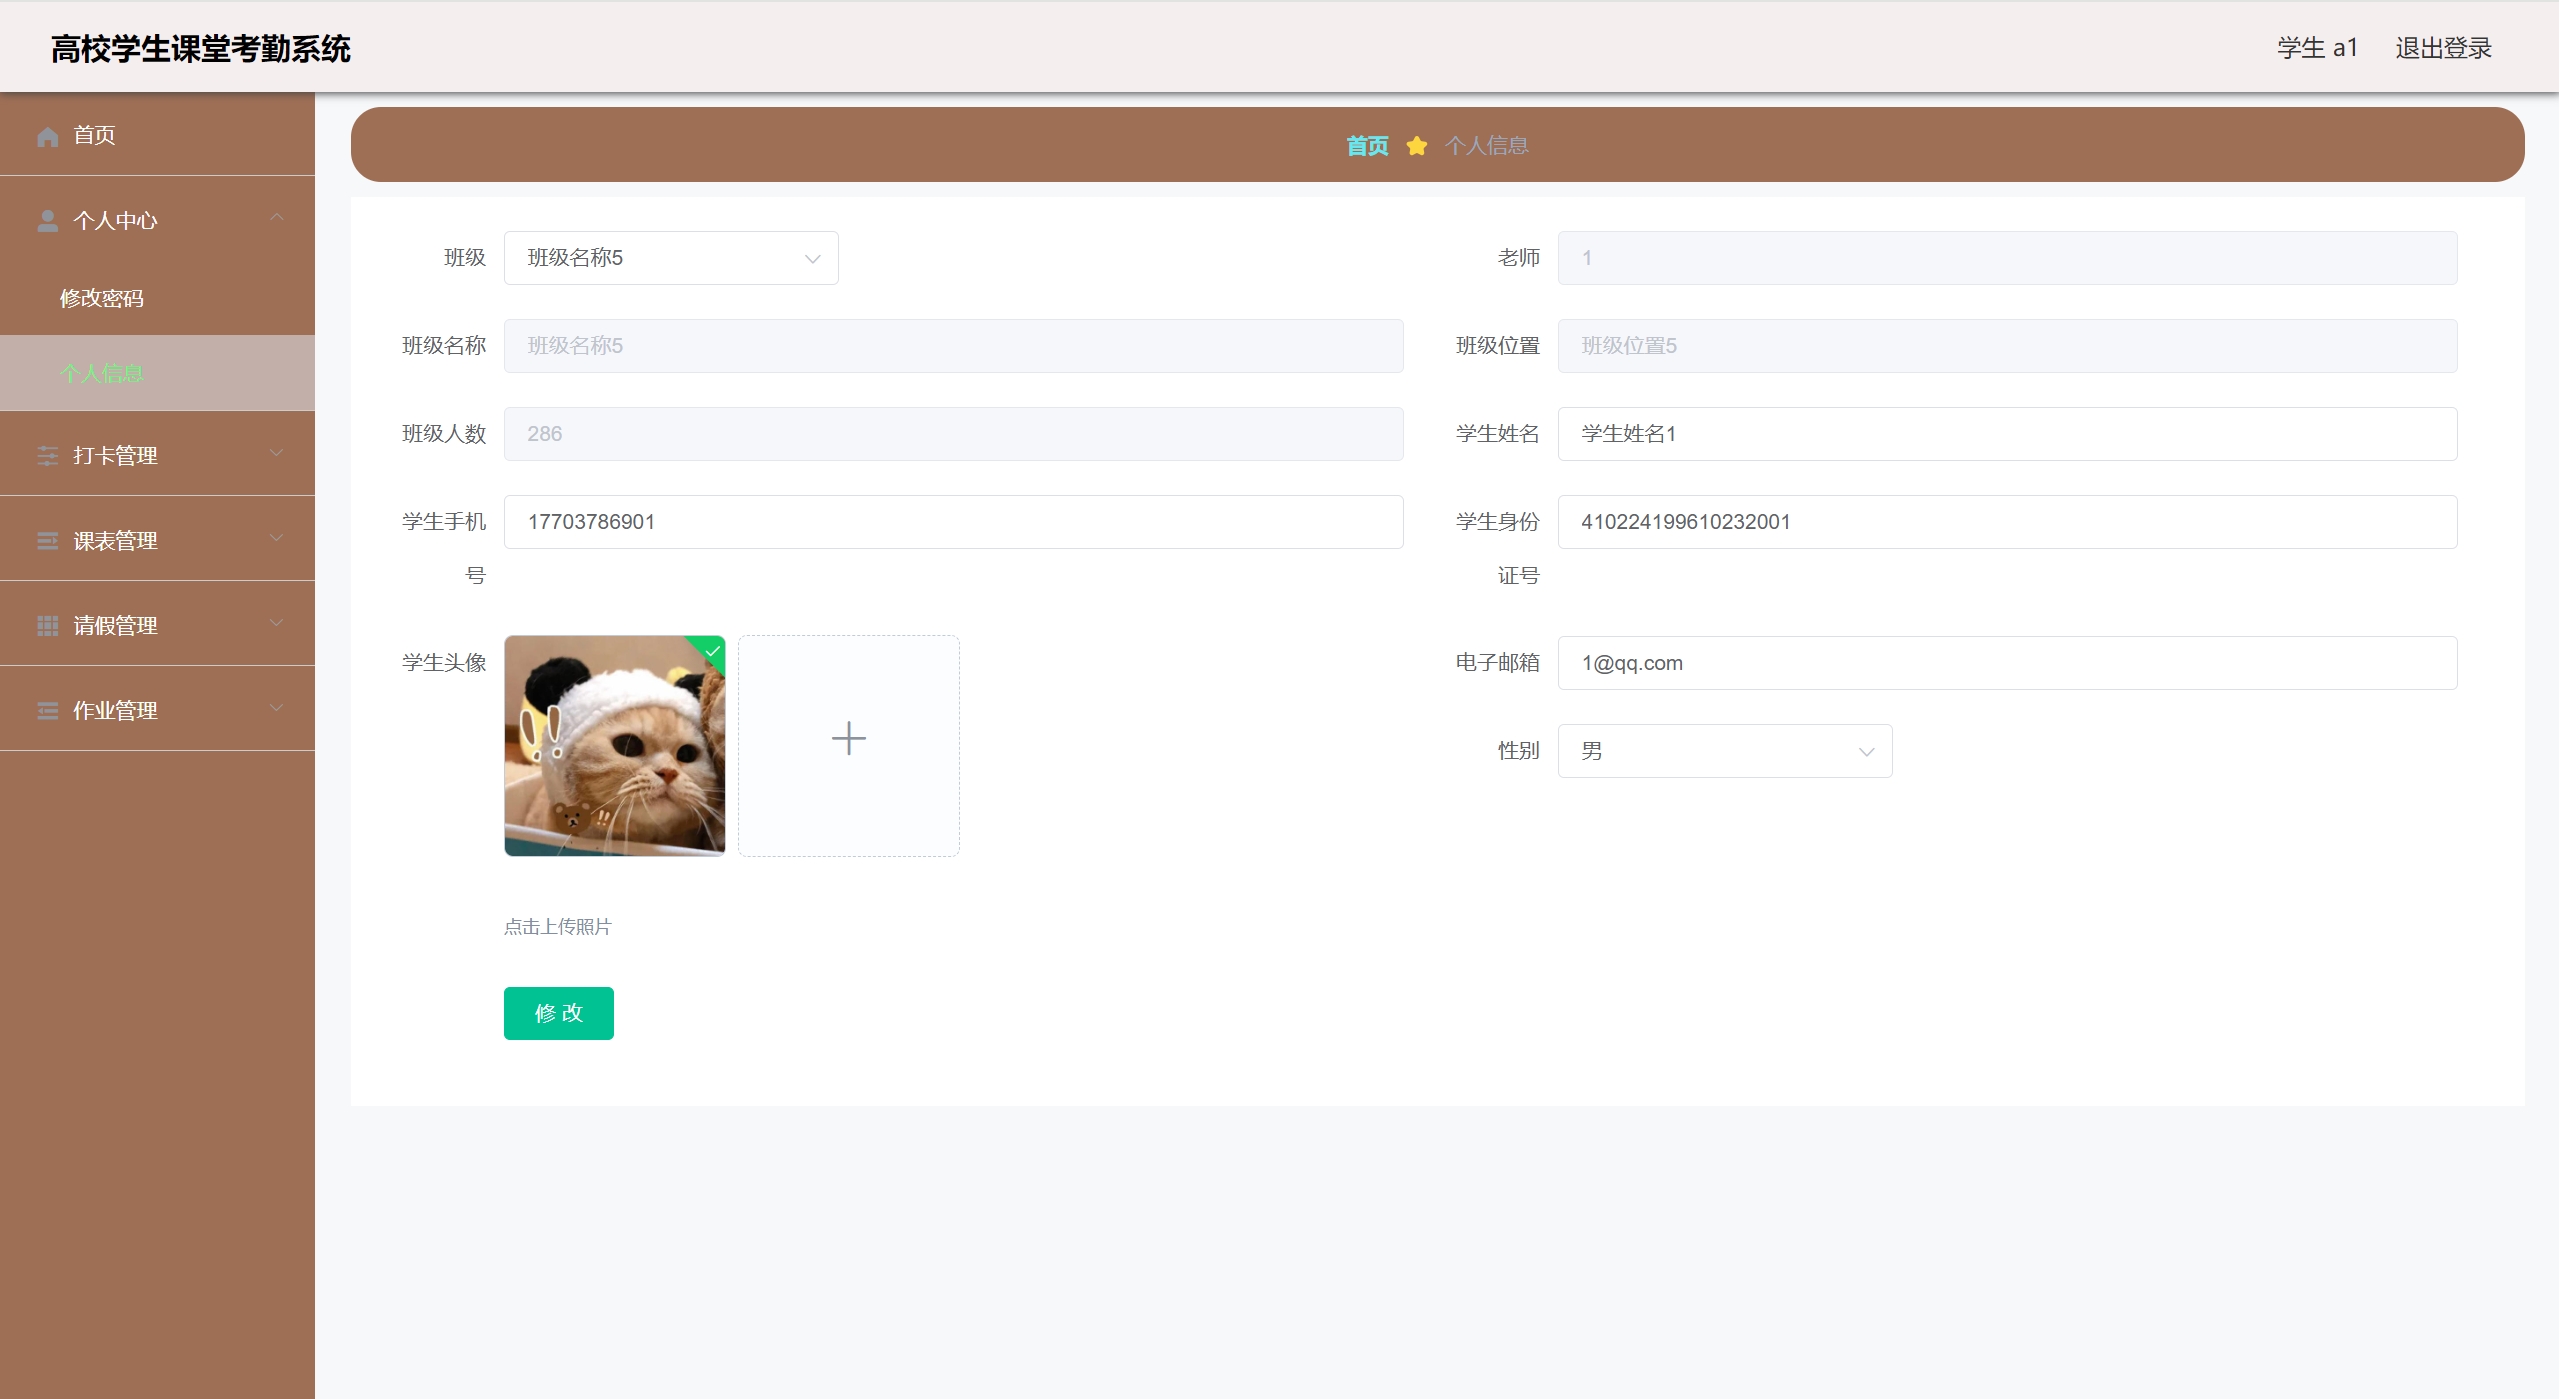 高校学生课堂考勤系统
学生 a1 退出登录
首页
个人中心
修改密码
个人信息
打卡管理
课表管理
请假管理
作业管理
首页 个人信息
班级 班级名称5
老师 1
班级名称 班级名称5
班级位置 班级位置5
班级人数 286
学生姓名 学生姓名1
学生手机号 17703786901
学生身份证号 410224199610232001
学生头像
!!
!!
电子邮箱 1@qq.com
性别 男
点击上传照片
修 改